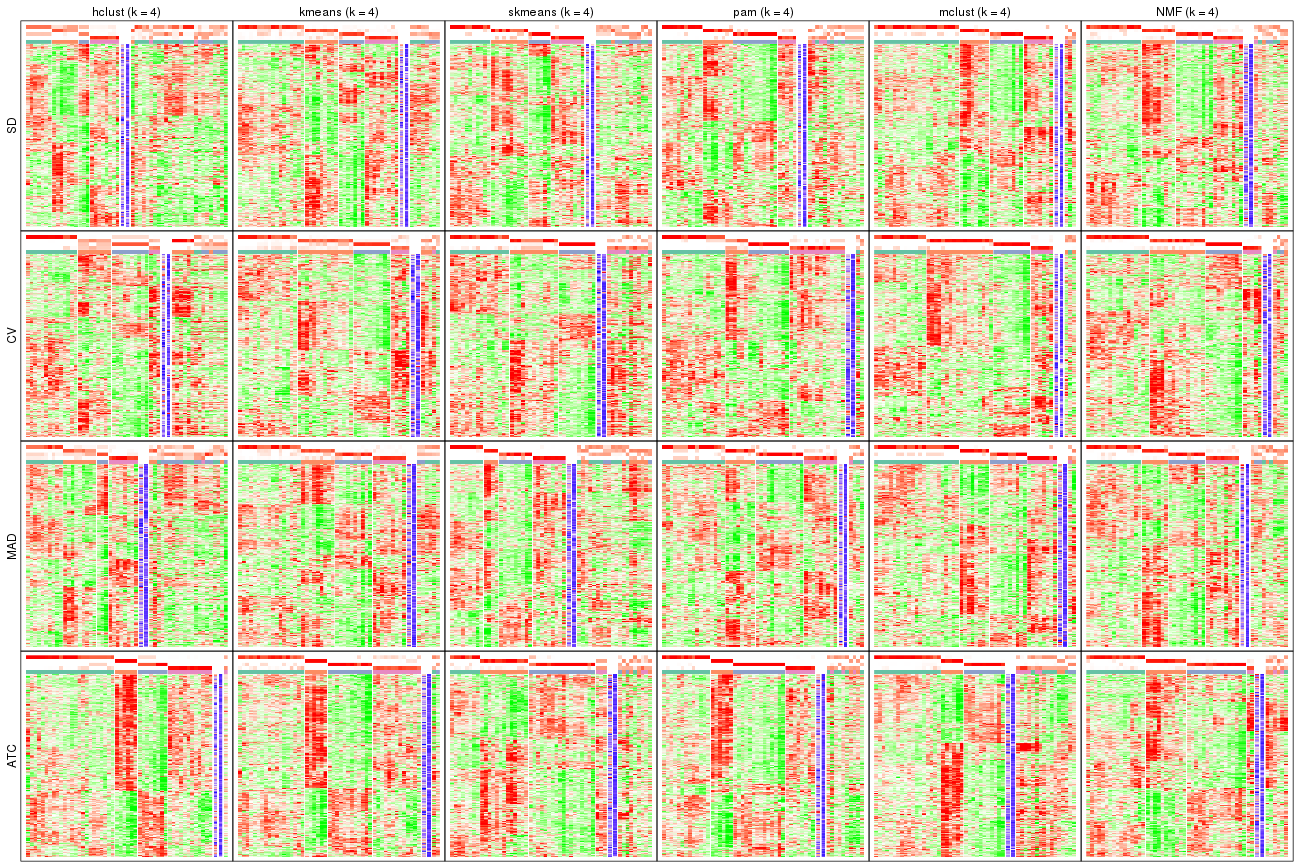 hclust (k = 4) kmeans (k = 4) skmeans (k = 4) pam (k = 4) mclust (k = 4) NMF (k = 4)
SD
CV
MAD
ATC